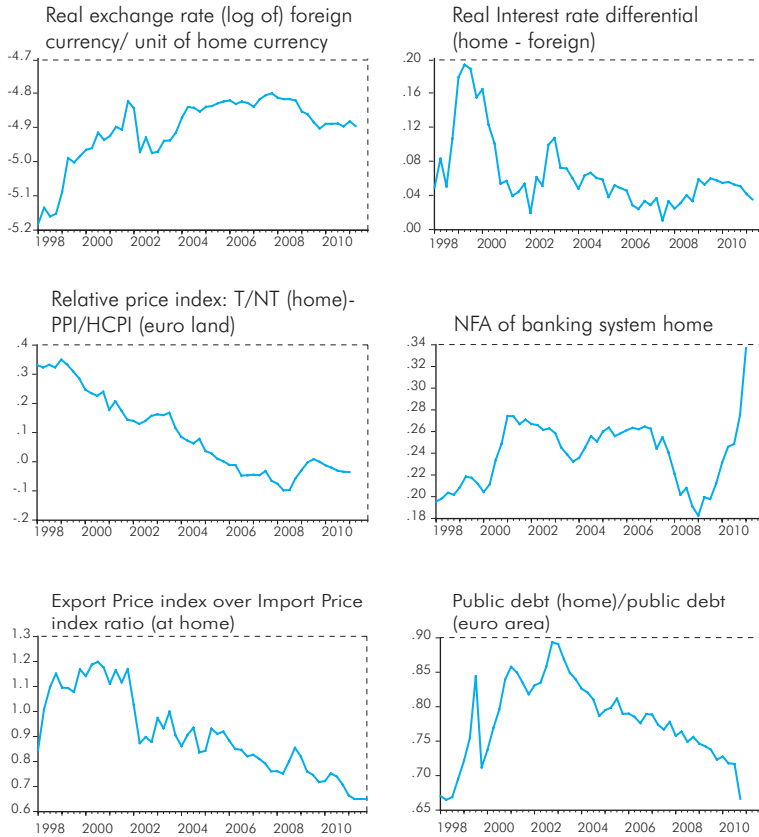 Real exchange rate (log of) foreign
currency/ unit of home currency
-4.7
-4.8
-4.9
-5.0
-5.1
-5.2
1998 2000 2002 2004 2006 2008 2010
Real Interest rate differential
(home - foreign)
.20
.16
.12
.08
.04
.00
1998 2000 2002 2004 2006 2008 2010
Relative price index: T/NT (home)-
PPI/HCPI (euro land)
.4
.3
.2
.1
.0
-.1
-.2
1998 2000 2002 2004 2006 2008 2010
NFA of banking system home
.34
.32
.30
.28
.26
.24
.22
.20
.18
1998 2000 2002 2004 2006 2008 2010
Export Price index over Import Price
index ratio (at home)
1.3
1.2
1.1
1.0
0.9
0.8
0.7
0.6
1998 2000 2002 2004 2006 2008 2010
Public debt (home)/public debt
(euro area)
.90
.85
.80
.75
.70
.65
1998 2000 2002 2004 2006 2008 2010